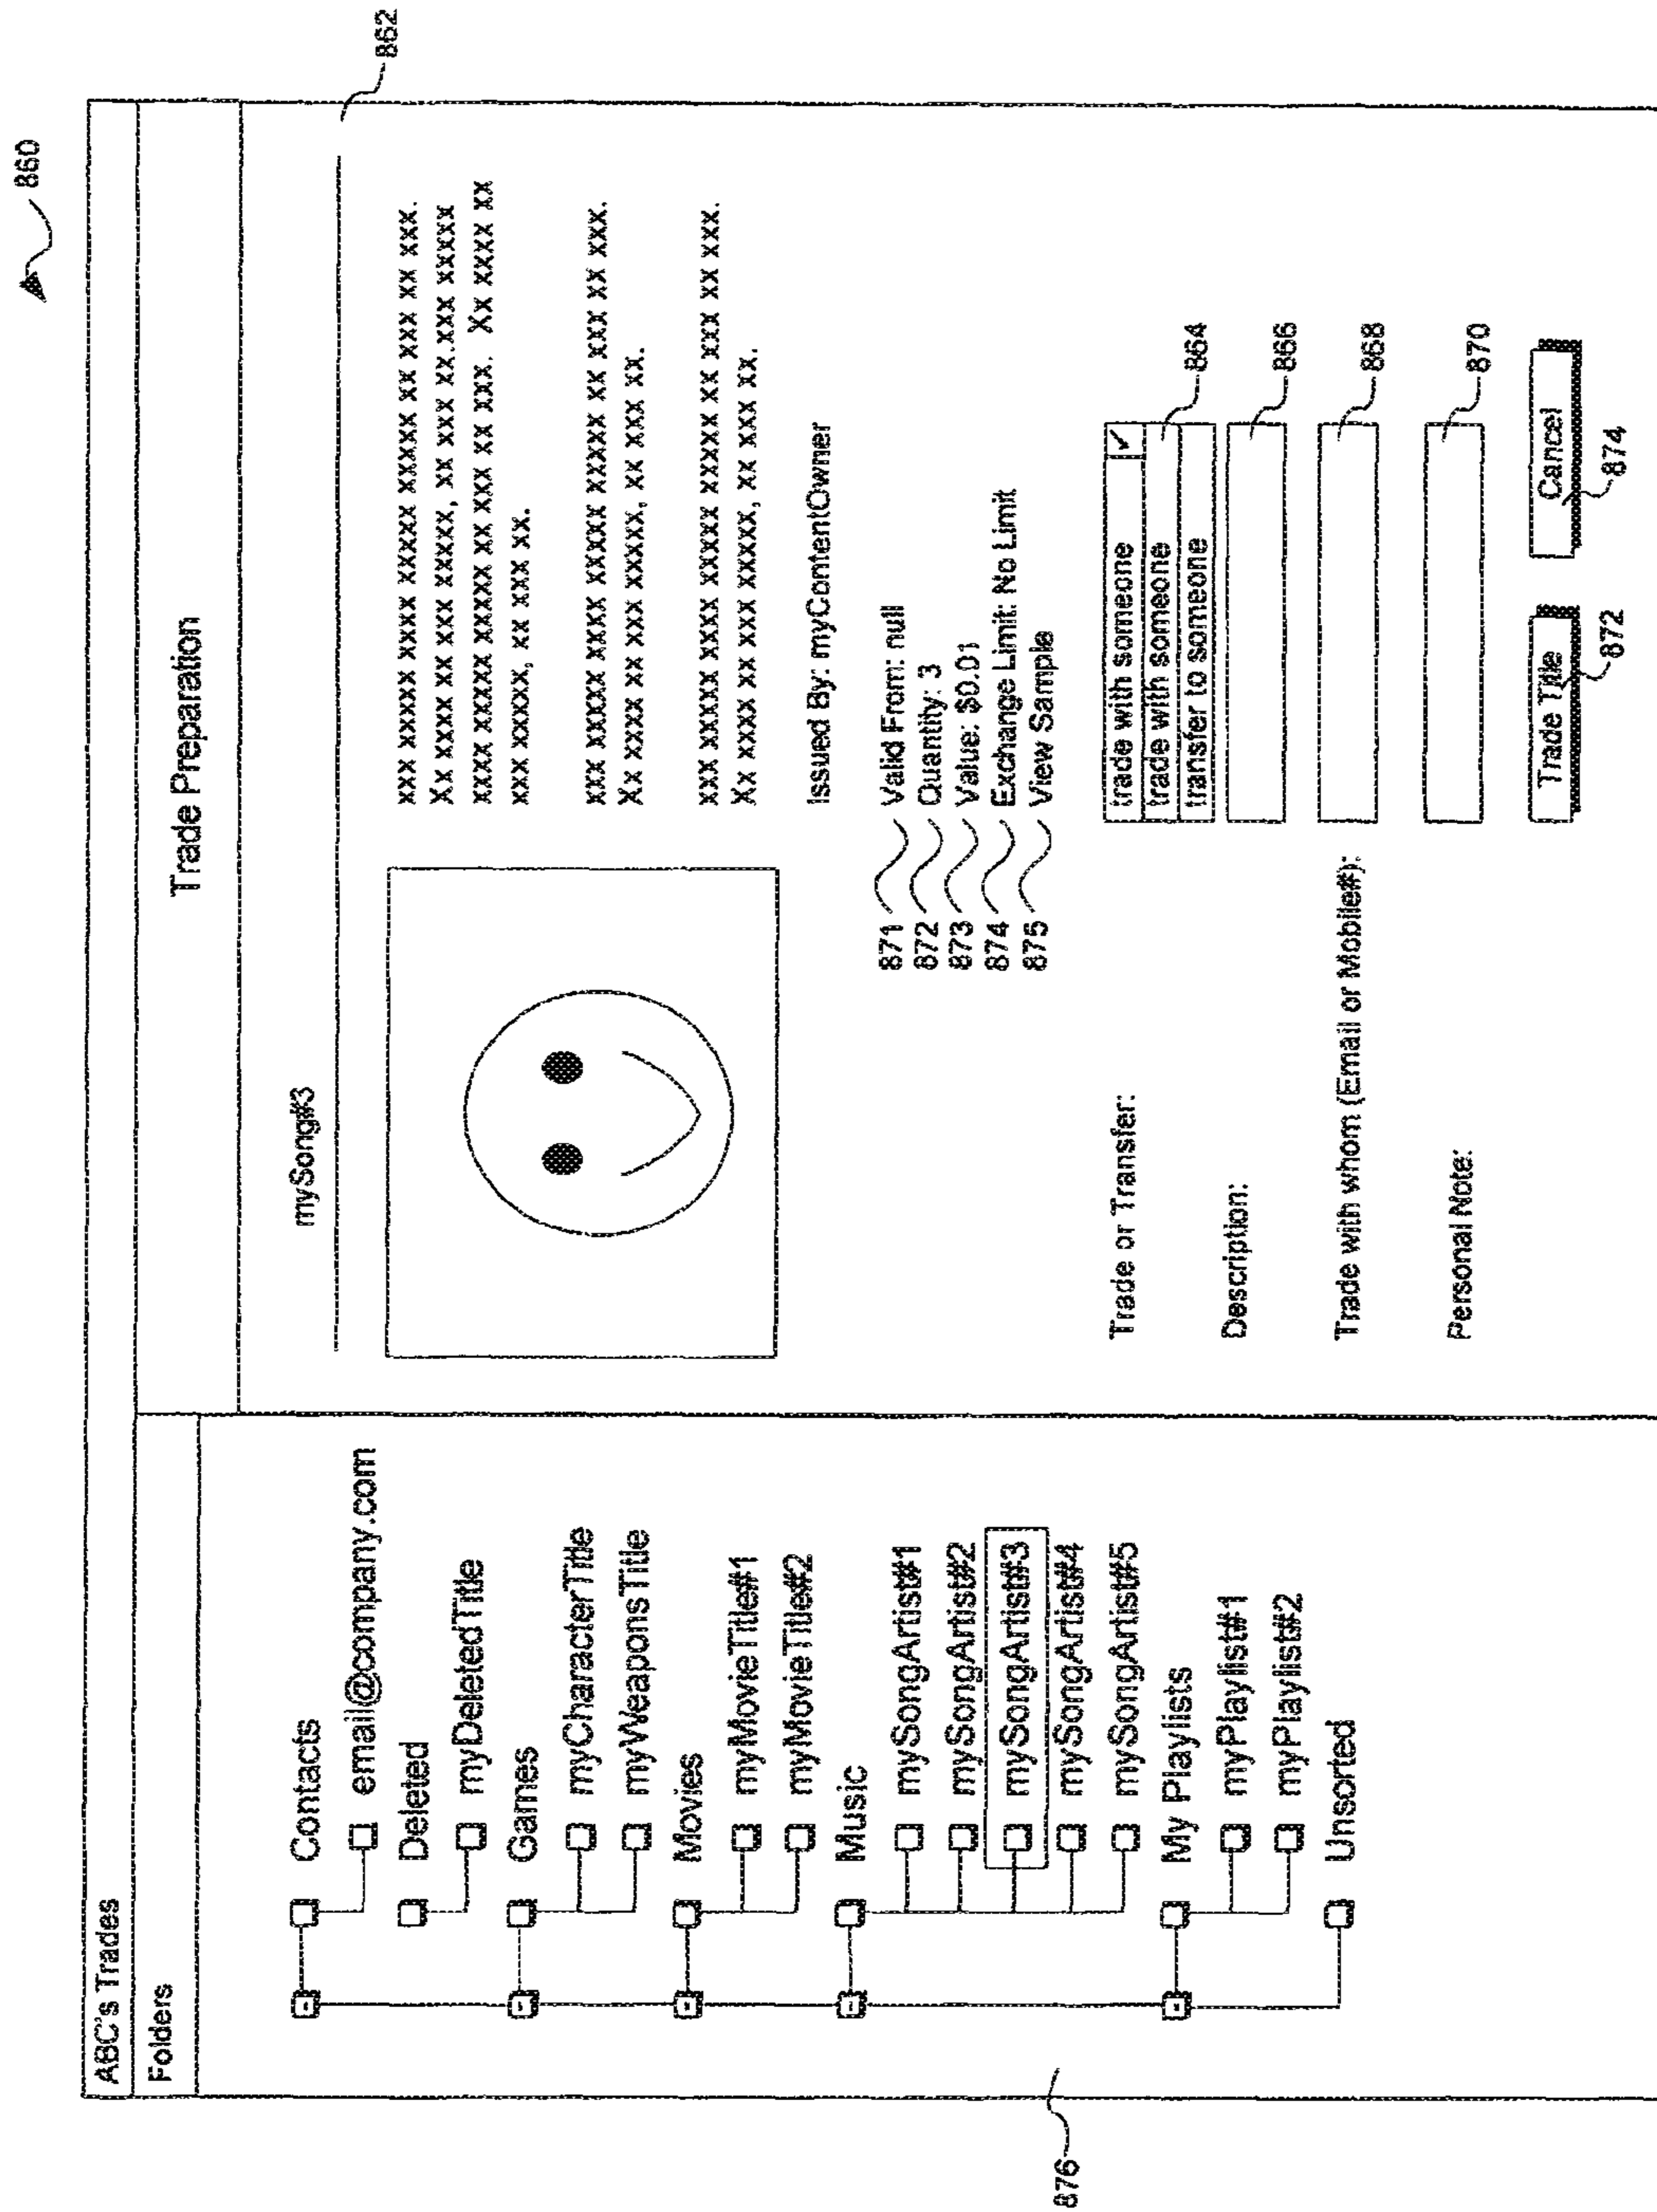 860
ABC's Trades
Folders
Trade Preparation
Contacts
email@company.com
Deleted
myDeletedTitle
Games
myCharacterTitle
myWeaponsTitle
Movies
myMovieTitle#1
myMovieTitle#2
Music
mySongArtist#1
mySongArtist#2
mySongArtist#3
mySongArtist#4
mySongArtist#5
My Playlists
myPlaylist#1
myPlaylist#2
Unsorted
876
mySong#3
862
xxx xxxxx xxxx xxxxx xxxxx xx xxx xx xxx.
Xx xxxx xx xxx xxxxx, xx xxx xx.xxx xxxxx
xxxx xxxxx xxxxx xx xxx xx xxx. Xx xxxx xx
xxx xxxxx, xx xxx xx.
xxx xxxxx xxxx xxxxx xxxxx xx xxx xx xxx.
Xx xxxx xx xxx xxxxx, xx xxx xx.
xxx xxxxx xxxx xxxxx xxxxx xx xxx xx xxx.
Xx xxxx xx xxx xxxxx, xx xxx xx.
Issued By: myContentOwner
871 Valid From: null
872 Quantity: 3
873 Value: $0.01
874 Exchange Limit: No Limit
875 View Sample
Trade or Transfer: trade with someone
trade with someone 864
transfer to someone
Description: 866
Trade with whom (Email or Mobile#): 868
Personal Note: 870
Trade Title Cancel
872 874